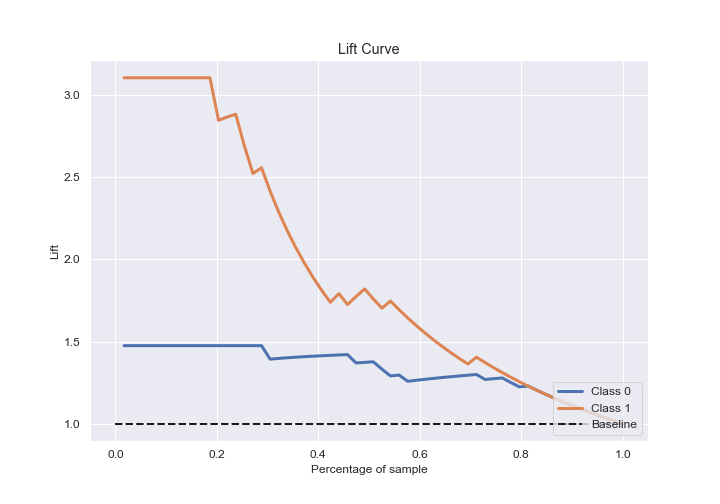 Lift Curve
3.0
2.5
2.0
1.5
1.0
Lift
0.0 0.2 0.4 0.6 0.8 1.0
Percentage of sample
Class 0
Class 1
Baseline